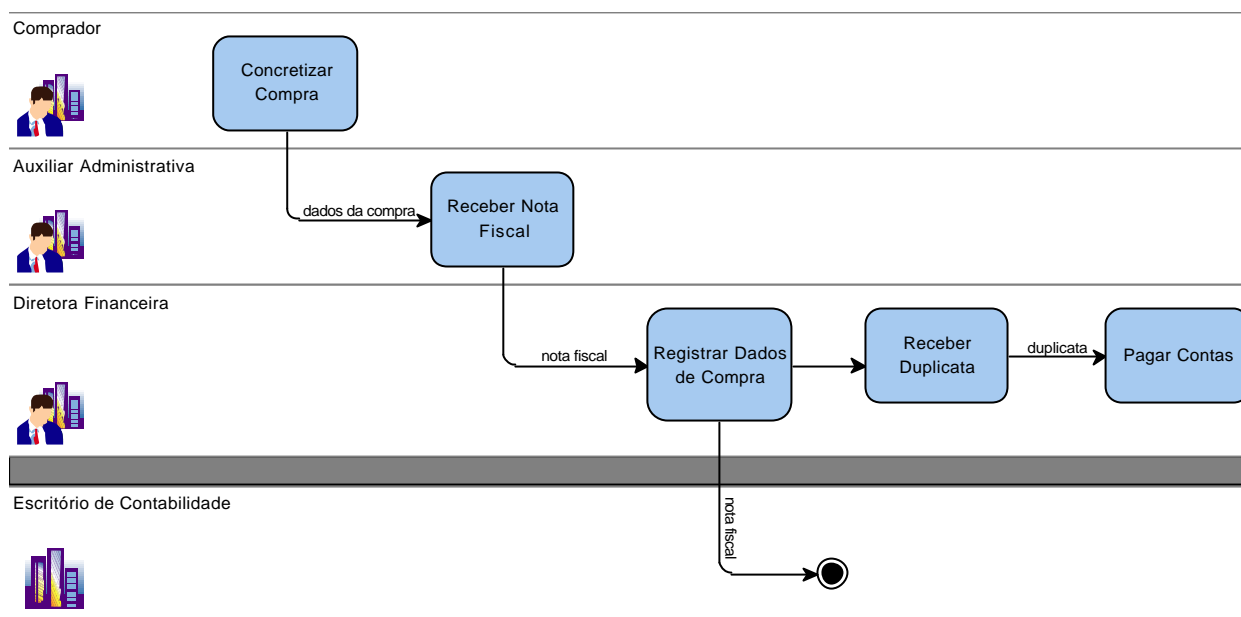 Comprador
Concretizar
Compra
Auxiliar Administrativa
dados da compra
Receber Nota
Fiscal
Diretora Financeira
nota fiscal
Registrar Dados
de Compra
Receber
Duplicata
duplicata
Pagar Contas
Escritório de Contabilidade
nota fiscal